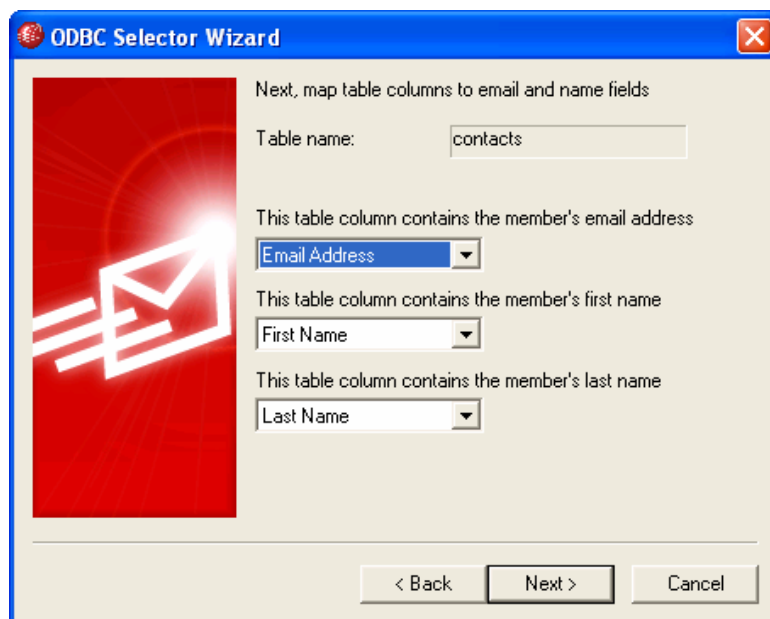 ODBC Selector Wizard
Next, map table columns to email and name fields
Table name: contacts
This table column contains the member's email address
Email Address
This table column contains the member's first name
First Name
This table column contains the member's last name
Last Name
< Back Next > Cancel